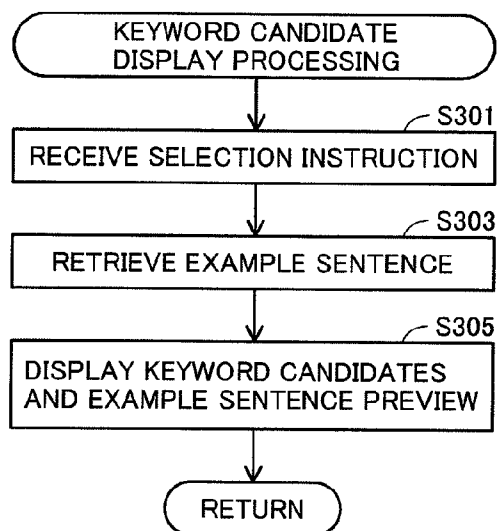 KEYWORD CANDIDATE
DISPLAY PROCESSING
S301
RECEIVE SELECTION INSTRUCTION
S303
RETRIEVE EXAMPLE SENTENCE
S305
DISPLAY KEYWORD CANDIDATES
AND EXAMPLE SENTENCE PREVIEW
RETURN